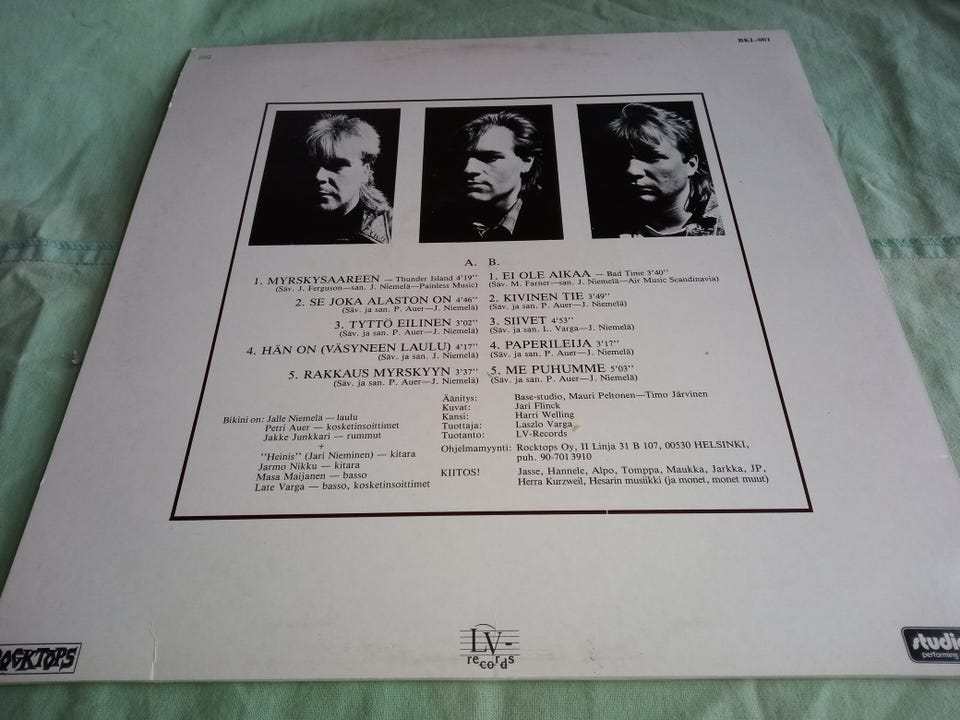 BKL-001
A. B.
1. MYRSKYSAAREEN — Thunder Island 4'19"
(Säv. J. Ferguson—san. J. Niemelä—Painless Music)
2. SE JOKA ALASTON ON 4'46"
(Säv. ja san. P. Auer—J. Niemelä)
3. TYTTÖ EILINEN 3'02"
(Säv. ja san. P. Auer—J. Niemelä)
4. HÄN ON (VÄSYNEEN LAULU) 4'17"
(Säv. ja san. P. Auer—J. Niemelä)
5. RAKKAUS MYRSKYYN 3'37"
(Säv. ja san. P. Auer—J. Niemelä)
1. EI OLE AIKAA — Bad Time 3'40"
(Säv. M. Farner—san. J. Niemelä—Air Music Scandinavia)
2. KIVINEN TIE 3'49"
(Säv. ja san. P. Auer—J. Niemelä)
3. SIIVET 4'53"
(Säv. ja san. L. Varga—J. Niemelä)
4. PAPERILEIJA 3'17"
(Säv. ja san. P. Auer—J. Niemelä)
5. ME PUHUMME 5'03"
(Säv. ja san. P. Auer—J. Niemelä)
Bikini on: Jalle Niemelä — laulu
Petri Auer — kosketinsoittimet
Jakke Junkkari — rummut
+
"Heinis" (Jari Nieminen) — kitara
Jarmo Nikku — kitara
Masa Maijanen — basso
Late Varga — basso, kosketinsoittimet
Äänitys: Base-studio, Mauri Peltonen—Timo Järvinen
Kuvat: Jari Flinck
Kansi: Harri Welling
Tuottaja: Laszlo Varga
Tuotanto: LV-Records
Ohjelmamyynti: Rocktops Oy, II Linja 31 B 107, 00530 HELSINKI,
puh. 90-701 3910
KIITOS! Jasse, Hannele, Alpo, Tomppa, Maukka, Jarkka, JP,
Herra Kurzweil, Hesarin musiikki (ja monet, monet muut)
ROCKTOPS
LV-
records
studio
performing